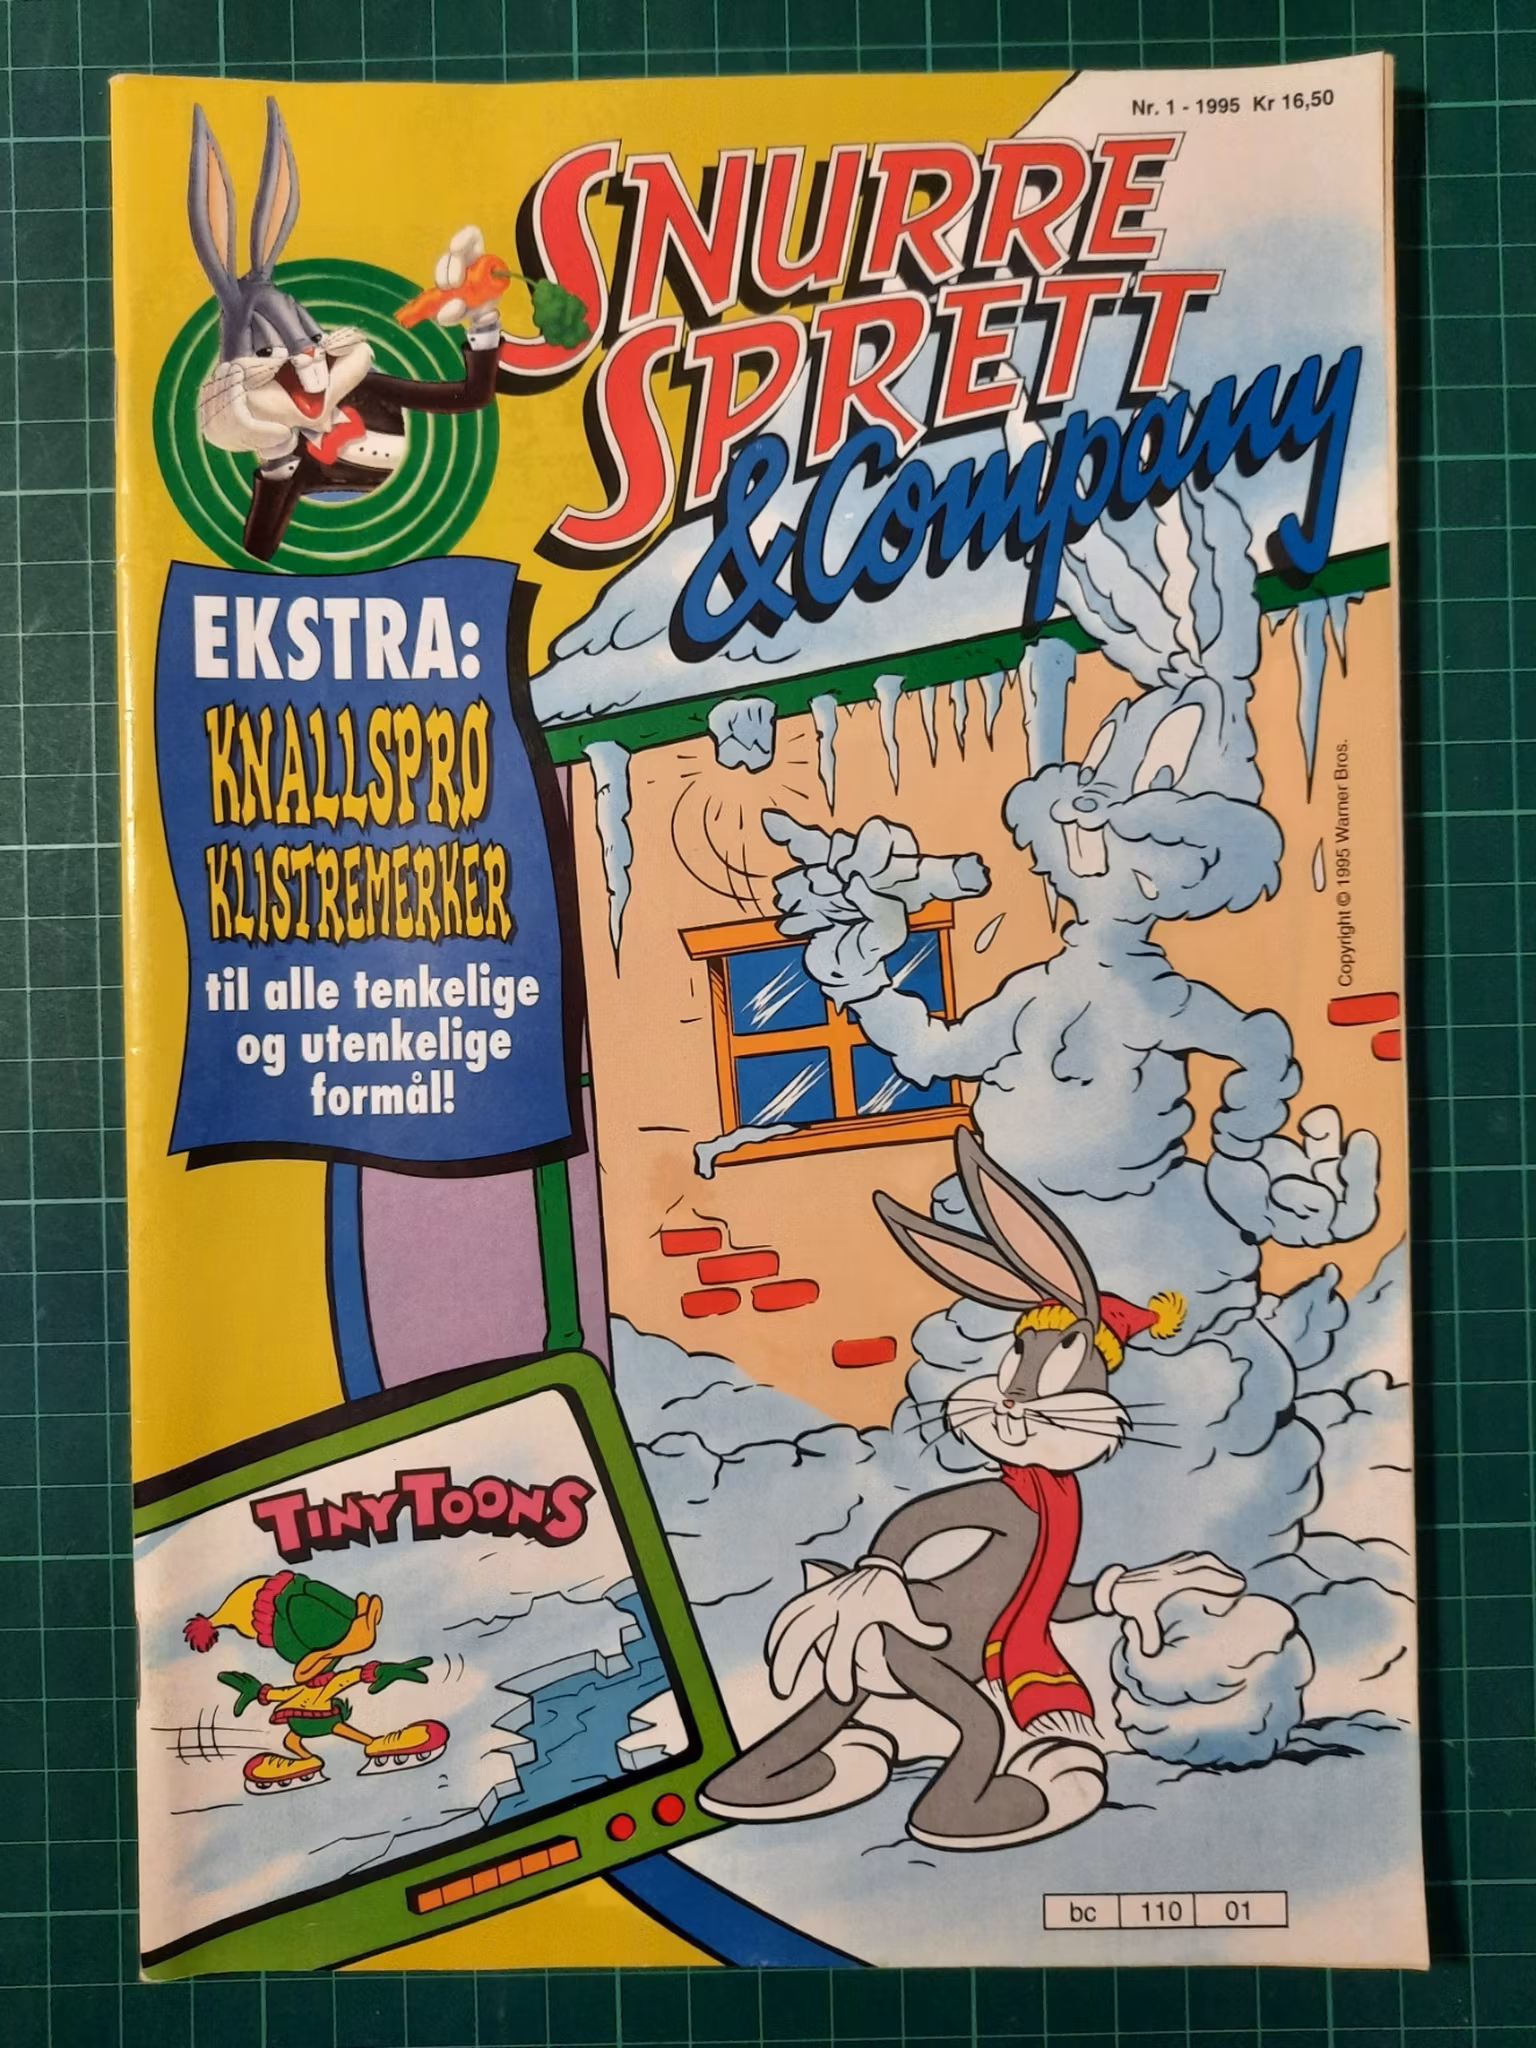 Nr. 1 - 1995 Kr 16,50
SNURRE
SPRETT
& Company
EKSTRA:
KNALLSPRØ
KLISTREMERKER
til alle tenkelige
og utenkelige
formål!
Copyright © 1995 Warner Bros.
TINY TOONS
bc 110 01